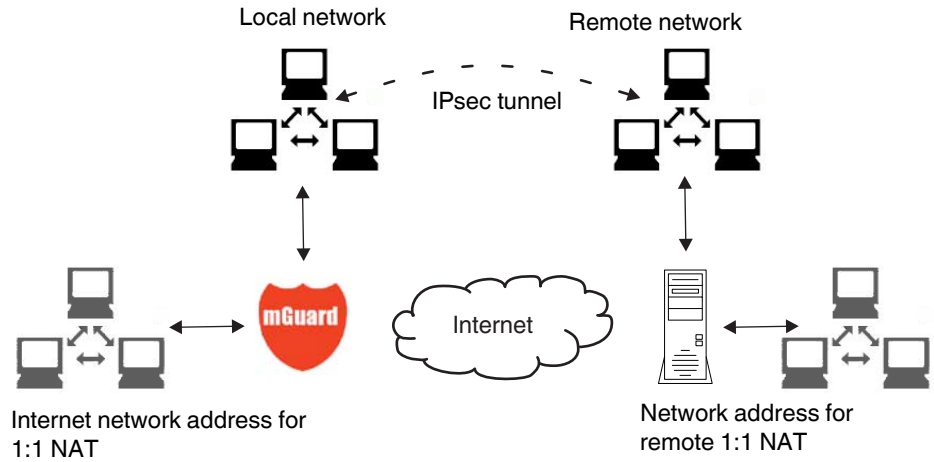 Local network
Remote network
IPsec tunnel
mGuard
Internet
Internet network address for
1:1 NAT
Network address for
remote 1:1 NAT